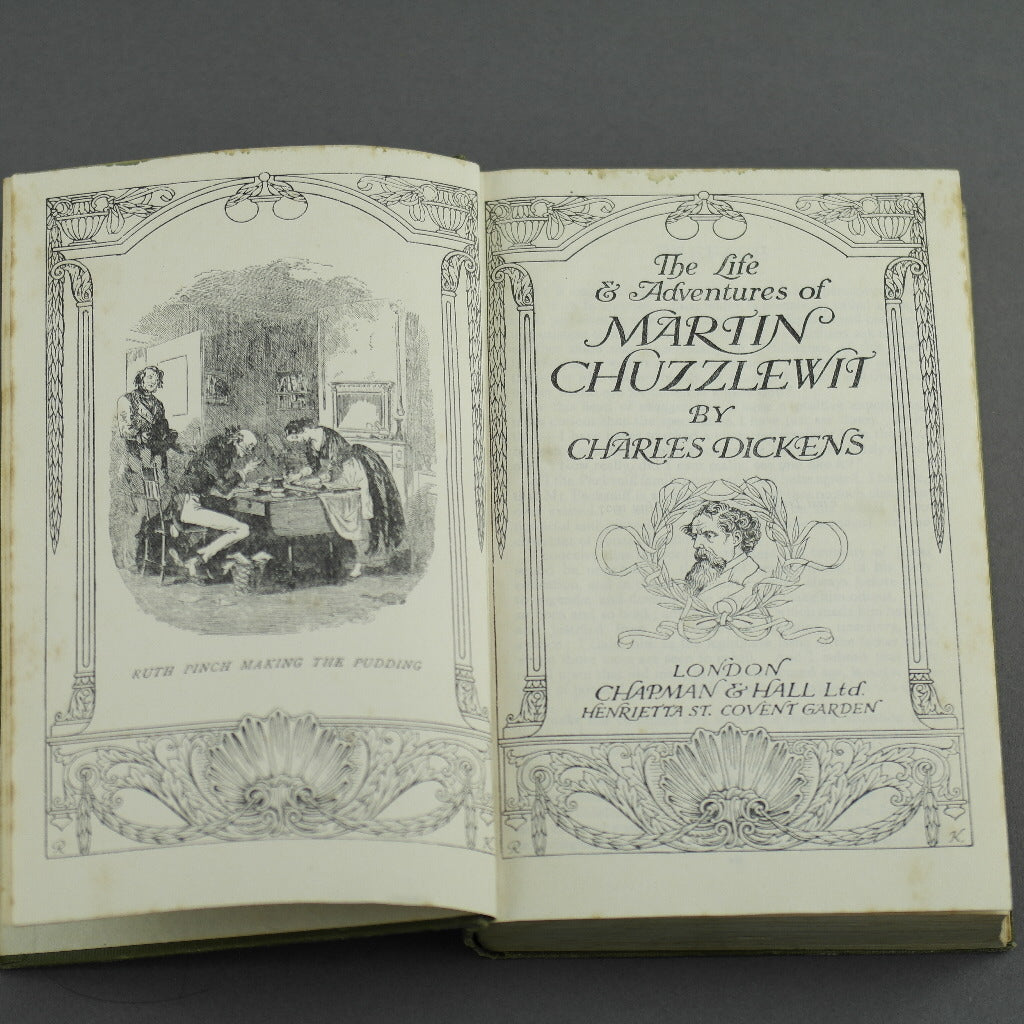 RUTH PINCH MAKING THE PUDDING
R K
The Life
& Adventures of
MARTIN
CHUZZLEWIT
BY
CHARLES DICKENS
LONDON
CHAPMAN & HALL Ltd.
HENRIETTA ST. COVENT GARDEN
R K